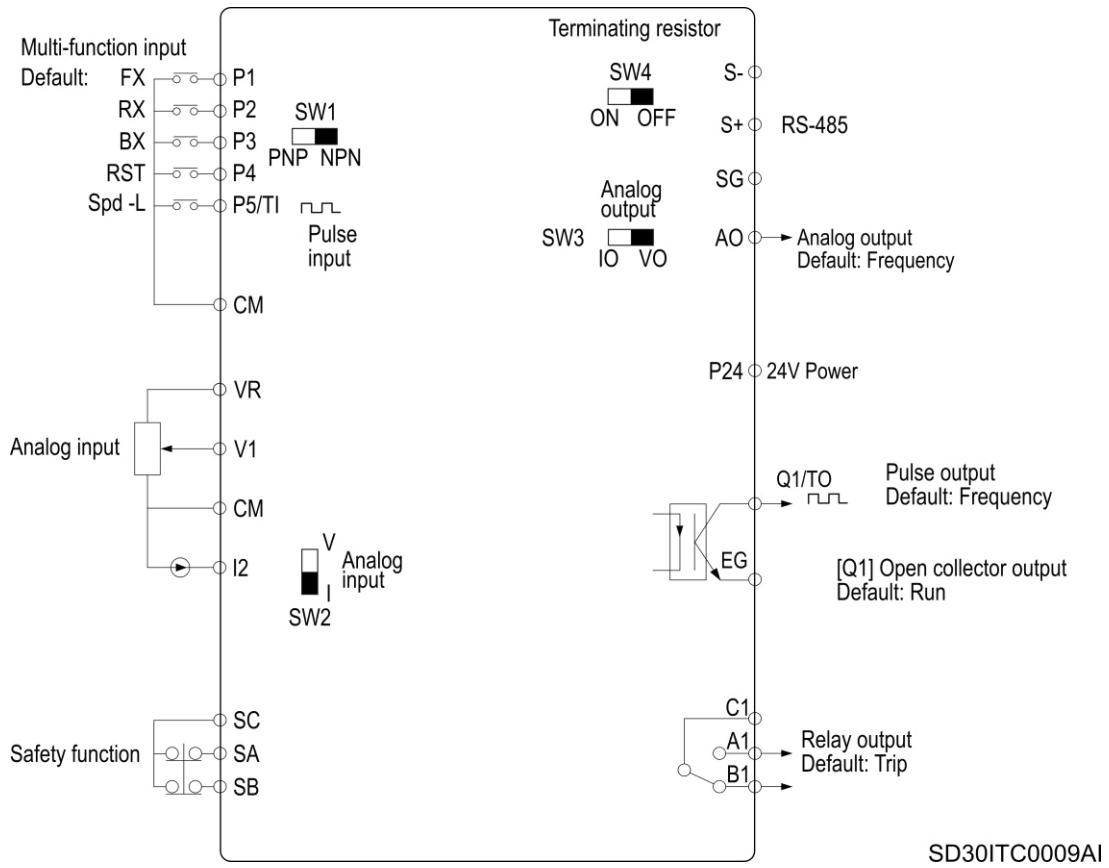 Multi-function input
Default: FX P1
RX P2
BX P3
RST P4
Spd -L P5/TI
SW1
PNP NPN
Pulse
input
CM
VR
Analog input V1
CM
I2
V
Analog
input
I
SW2
Safety function
SC
SA
SB
Terminating resistor
SW4
ON OFF
S-
S+ RS-485
SG
Analog
output
SW3
IO VO
AO Analog output
Default: Frequency
P24 24V Power
Q1/TO
Pulse output
Default: Frequency
EG
[Q1] Open collector output
Default: Run
C1
A1
B1
Relay output
Default: Trip
SD30ITC0009AI